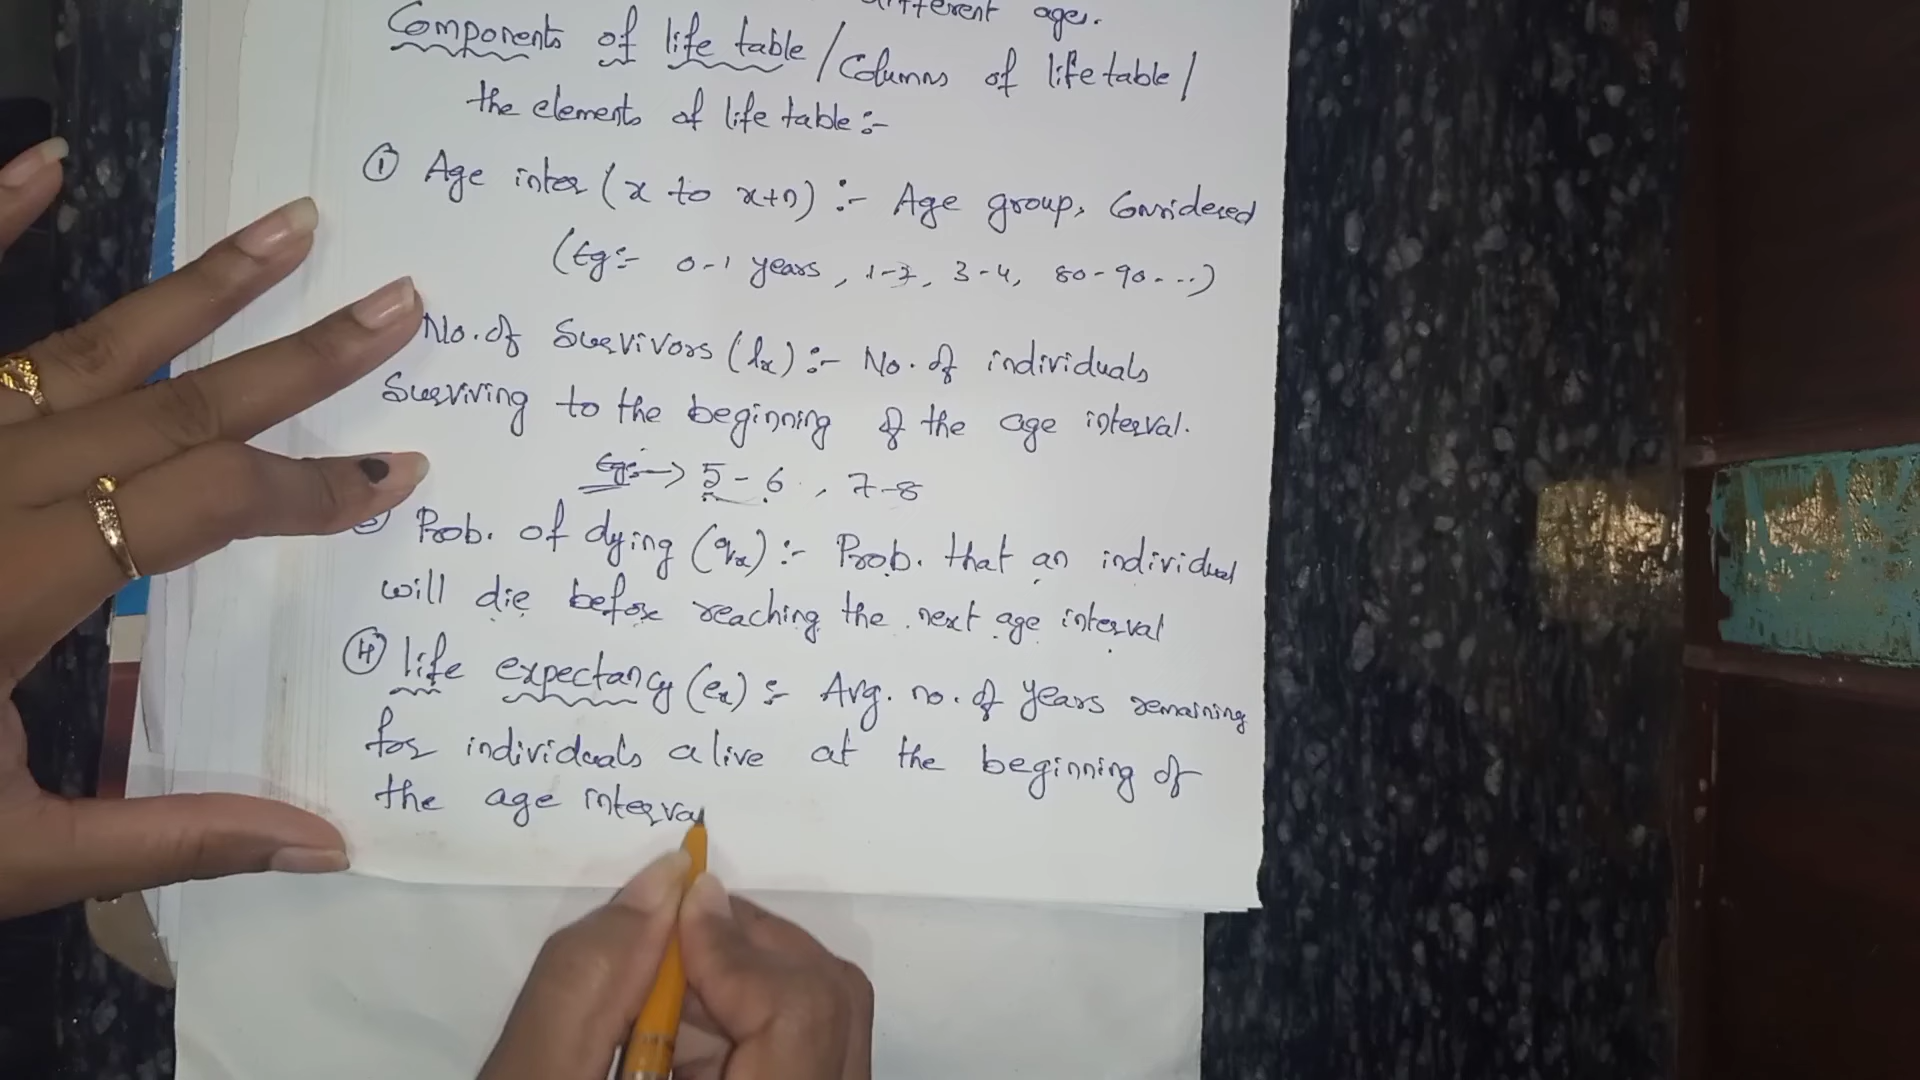 different ages.
Components of life table / Columns of life table /
the elements of life table :-
① Age inter (x to x+n) :- Age group, Considered
(Eg :- 0-1 years, 1-2, 3-4, 80-90 ...)
No. of Survivors (lx) :- No. of individuals
Surviving to the beginning of the age interval.
Eg :-> 5-6, 7-8
③ Prob. of dying (qx) :- Prob. that an individual
will die before reaching the next age interval
④ life expectancy (ex) :- Avg. no. of years remaining
for individuals alive at the beginning of
the age interval